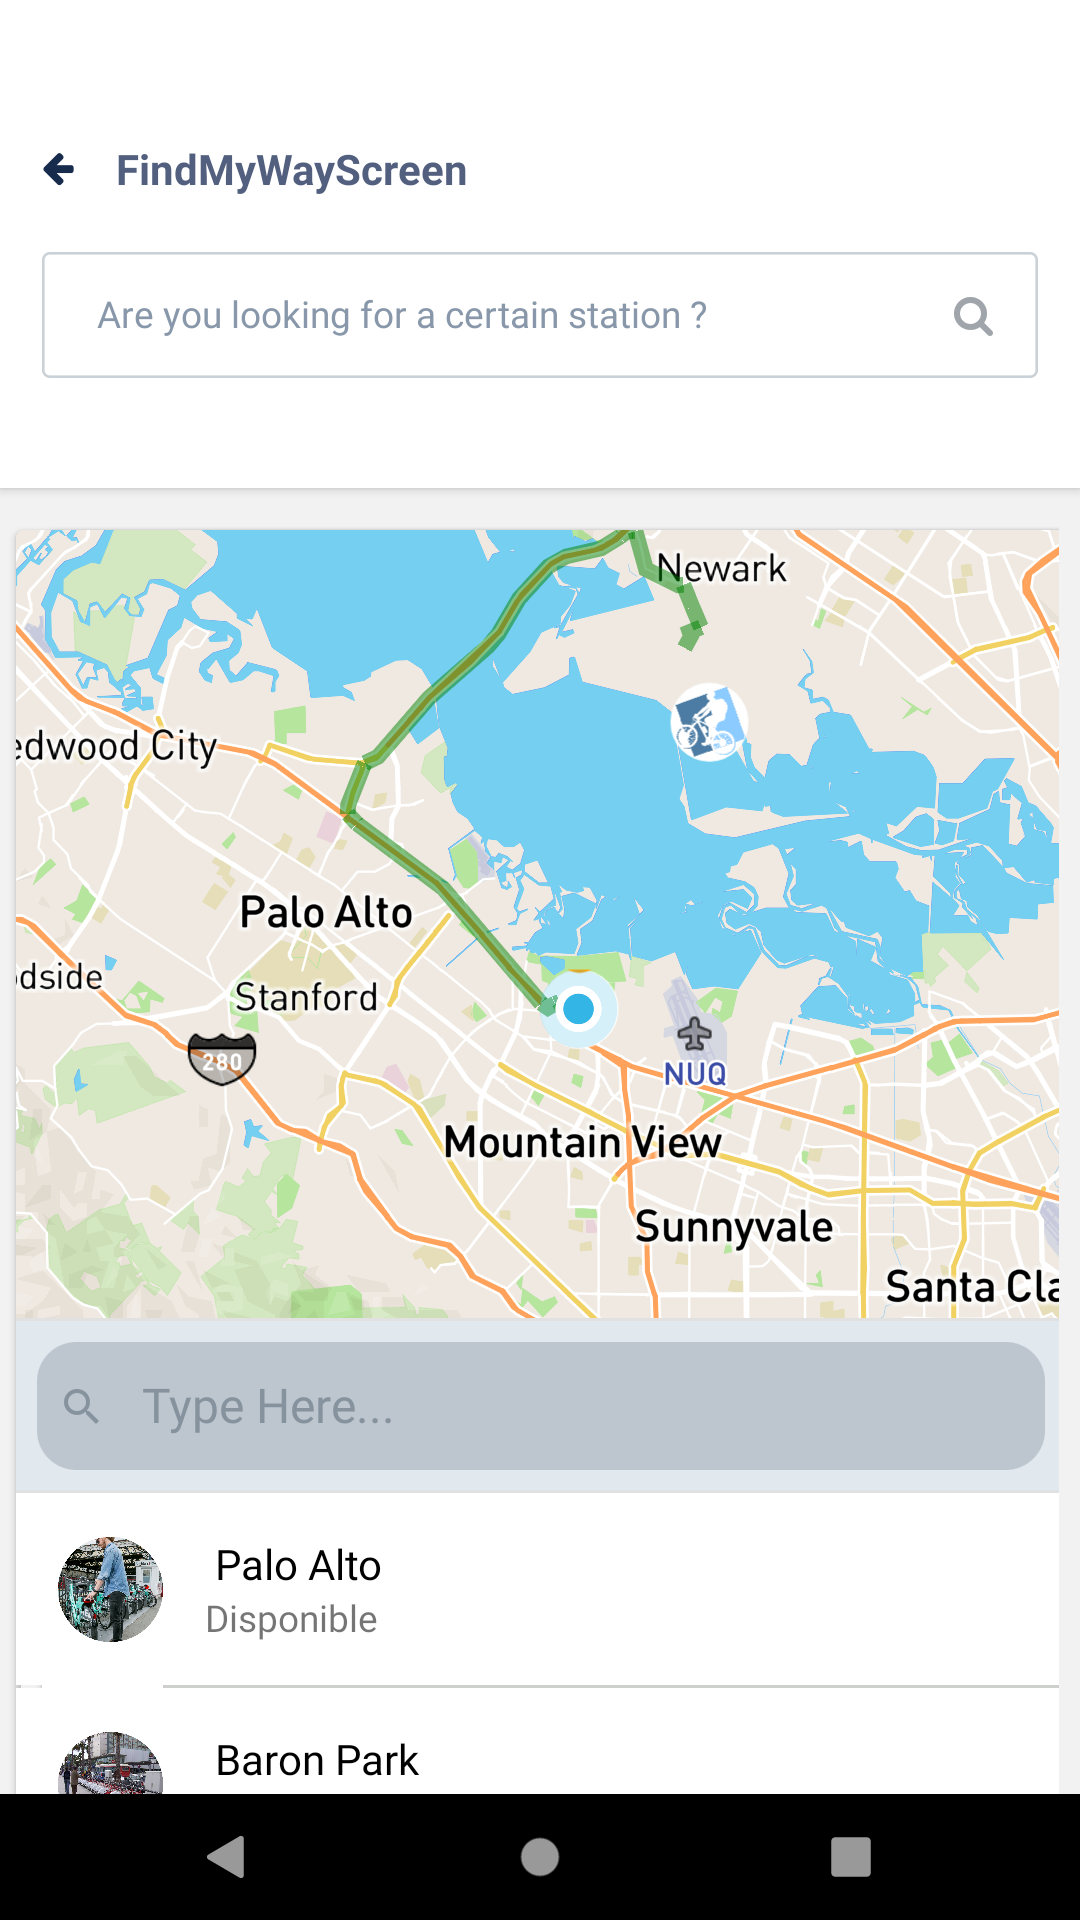 FindMyWayScreen
Are you looking for a certain station ?
Newark
edwood City
Palo Alto
dside
Stanford
280
NUQ
Mountain View
Sunnyvale
Santa Cla
Type Here...
Palo Alto
Disponible
Baron Park